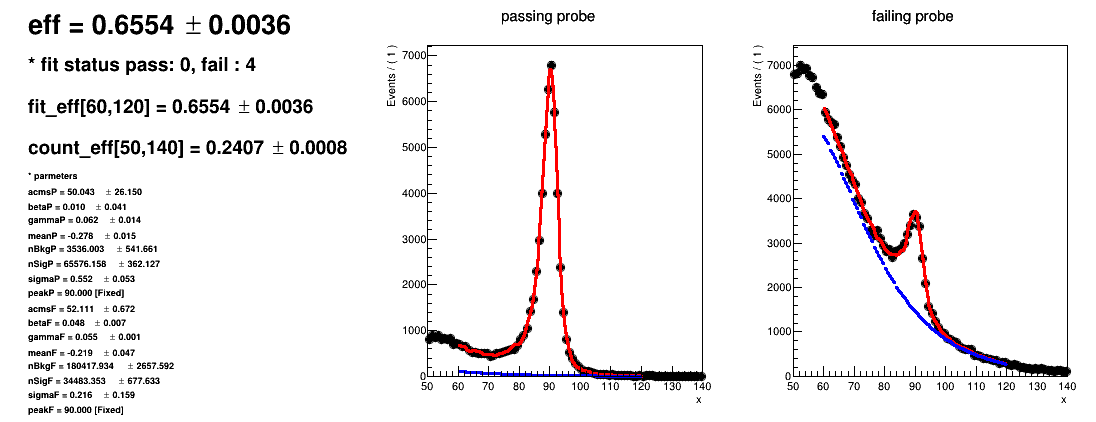 eff = 0.6554 ± 0.0036
* fit status pass: 0, fail : 4
fit_eff[60,120] = 0.6554 ± 0.0036
count_eff[50,140] = 0.2407 ± 0.0008
* parmeters
acmsP = 50.043 ± 26.150
betaP = 0.010 ± 0.041
gammaP = 0.062 ± 0.014
meanP = -0.278 ± 0.015
nBkgP = 3536.003 ± 541.661
nSigP = 65576.158 ± 362.127
sigmaP = 0.552 ± 0.053
peakP = 90.000 [Fixed]
acmsF = 52.111 ± 0.672
betaF = 0.048 ± 0.007
gammaF = 0.055 ± 0.001
meanF = -0.219 ± 0.047
nBkgF = 180417.934 ± 2657.592
nSigF = 34483.353 ± 677.633
sigmaF = 0.216 ± 0.159
peakF = 90.000 [Fixed]
passing probe
Events / ( 1 )
7000
6000
5000
4000
3000
2000
1000
0
50 60 70 80 90 100 110 120 130 140
x
failing probe
Events / ( 1 )
7000
6000
5000
4000
3000
2000
1000
0
50 60 70 80 90 100 110 120 130 140
x